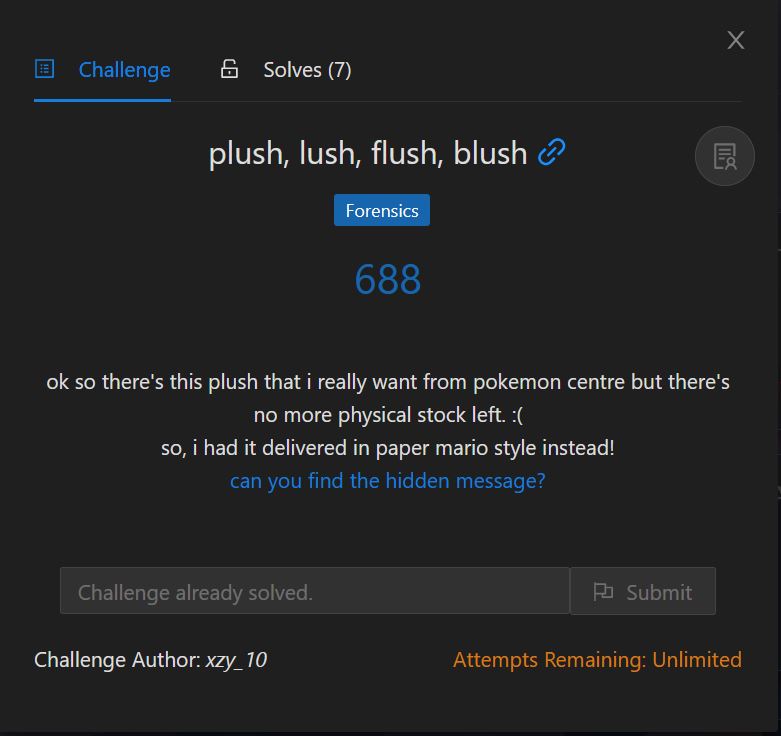 X
Challenge
Solves (7)
plush, lush, flush, blush
Forensics
688
ok so there's this plush that i really want from pokemon centre but there's
no more physical stock left. :(
so, i had it delivered in paper mario style instead!
can you find the hidden message?
Challenge already solved.
Submit
Challenge Author: xzy_10
Attempts Remaining: Unlimited